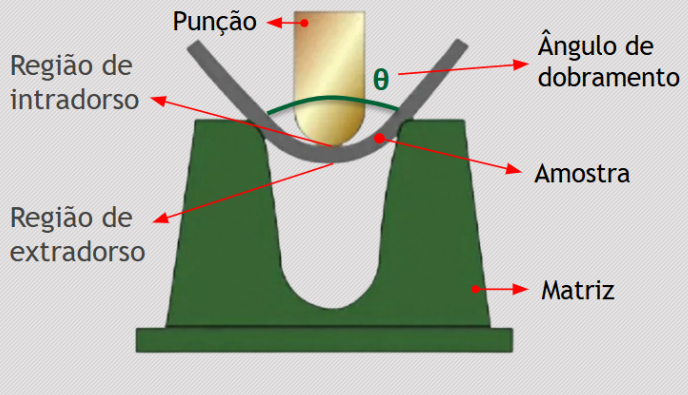 Punção
Ângulo de
dobramento
θ
Região de
intradorso
Amostra
Região de
extradorso
Matriz